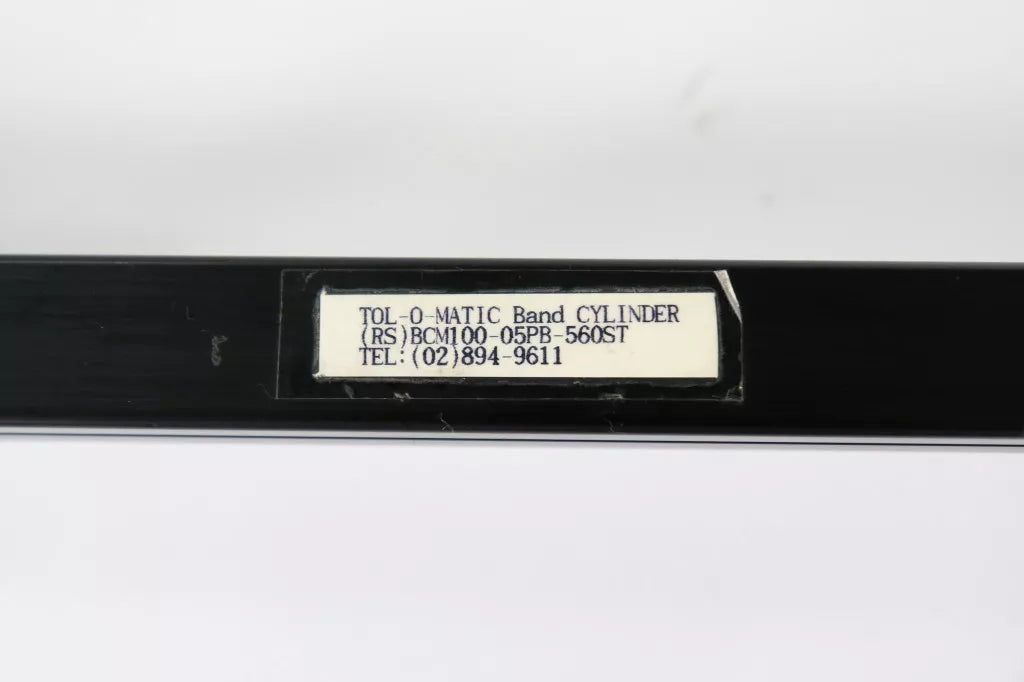 TOL-O-MATIC Band CYLINDER
(RS)BCM100-05PB-560ST
TEL:(02)894-9611